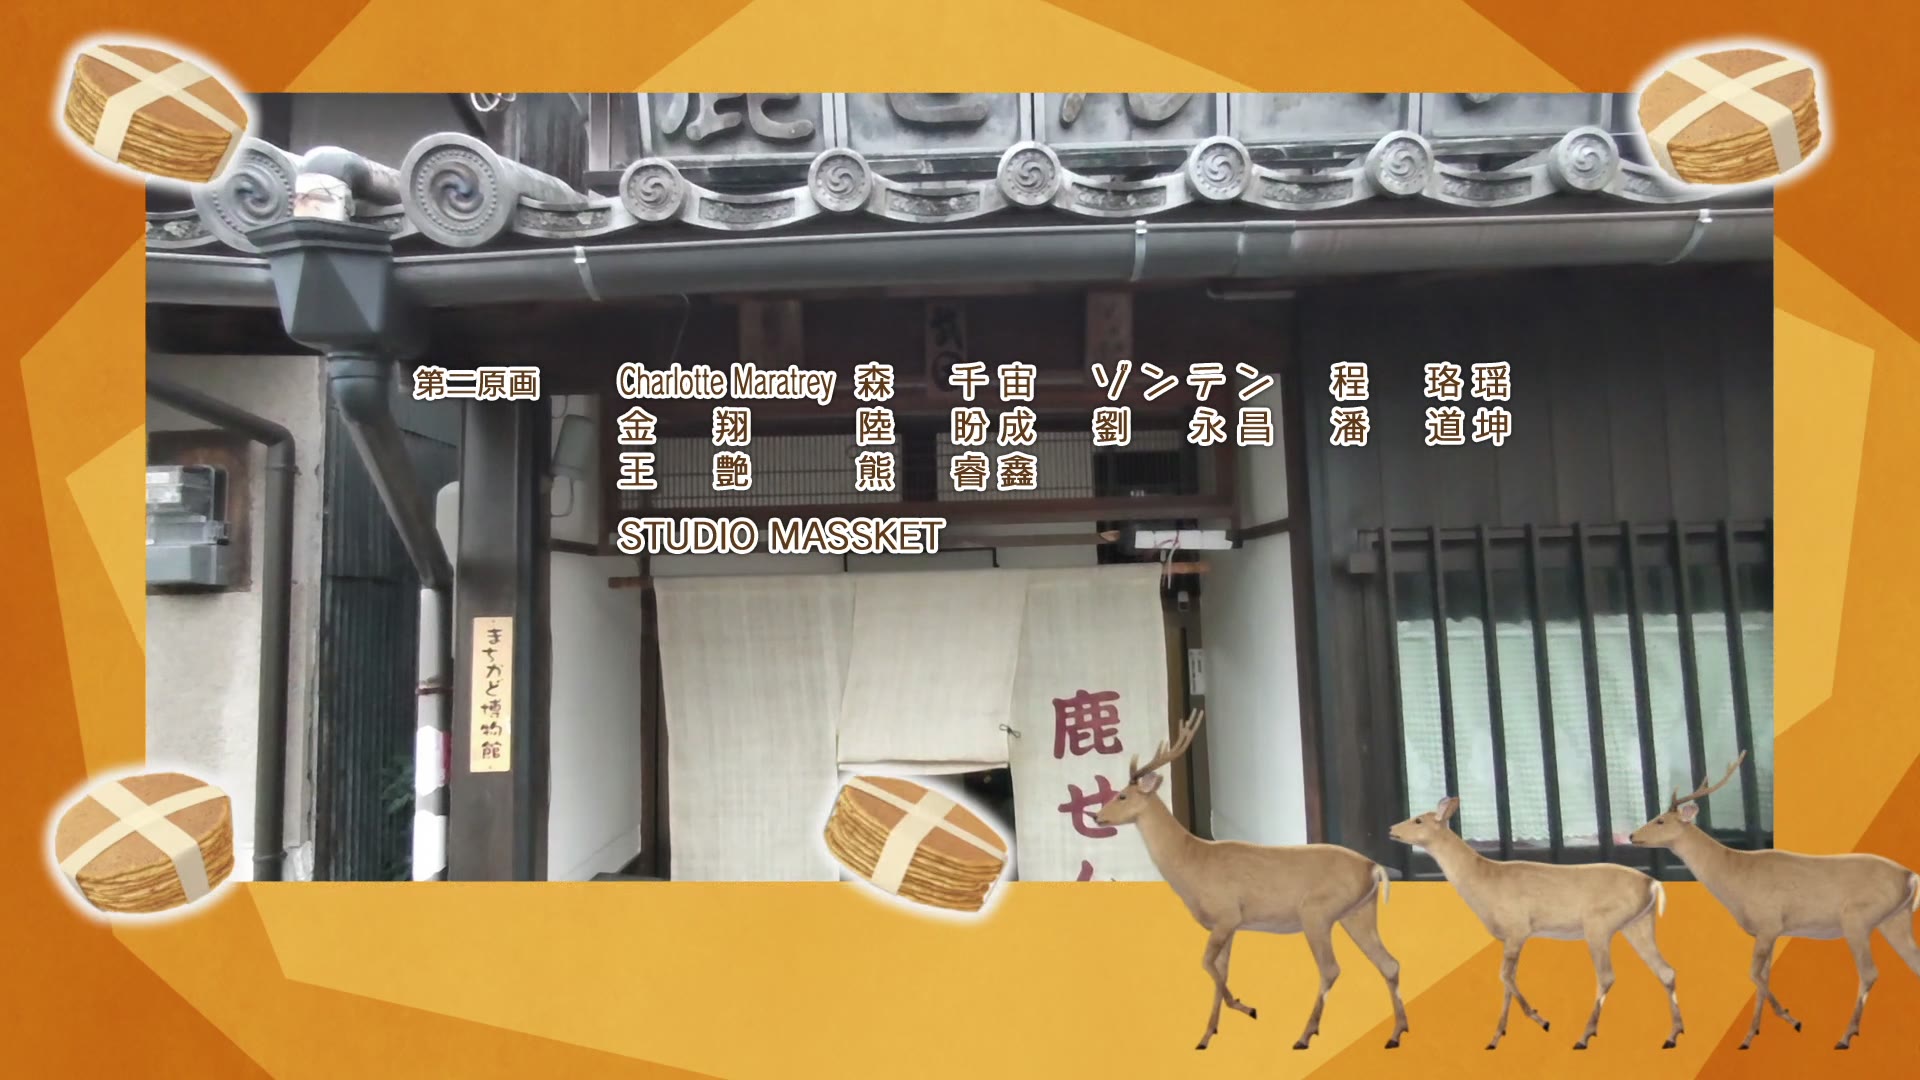 第二原画 Charlotte Maratrey 森 千宙 ゾンテン 程 珞瑶
金 翔 陸 盼成 劉 永昌 潘 道坤
王 艶 熊 睿鑫
STUDIO MASSKET
まちかど博物館
鹿せん